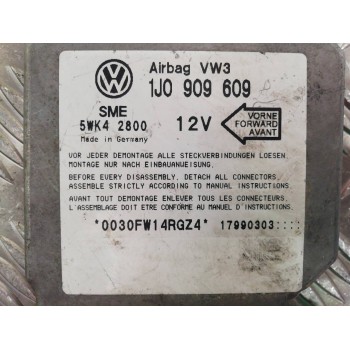 Airbag VW3
1J0 909 609
SME
5WK4 2800
Made in Germany
12V
VORNE
FORWARD
AVANT
VOR JEDER DEMONTAGE ALLE STECKVERBINDUNGEN LOESEN,
MONTAGE NUR NACH EINBAUANWEISUNG.
BEFORE EVERY DISASSEMBLY, DETACH ALL CONNECTORS,
ASSEMBLE STRICTLY ACCORDING TO MANUAL INSTRUCTIONS.
AVANT TOUT DEMONTAGE ENLEVER TOUS LES CONNECTEURS.
L'ASSEMBLAGE DOIT ÊTRE CONFORME AU MANUEL D'INSTRUCTIONS.
*0030FW14RGZ4* 17990303